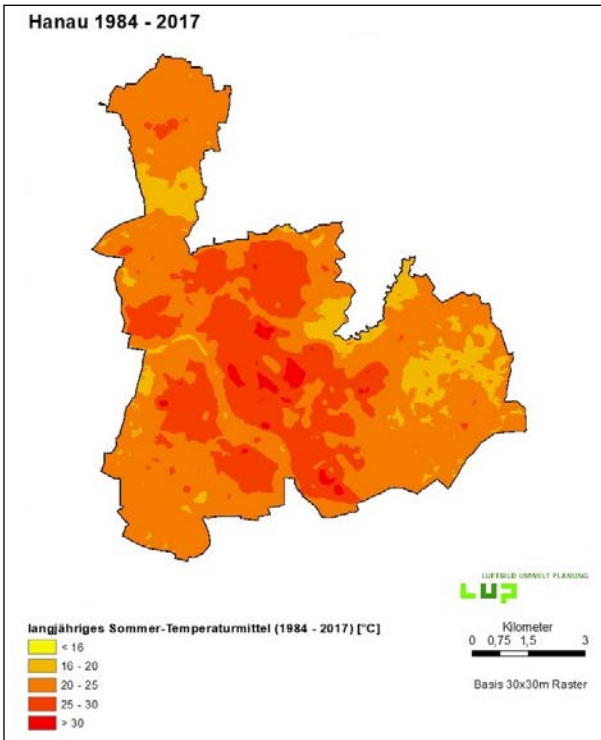 Hanau 1984 - 2017
LUFTBILD UMWELT PLANUNG
LUP
langjähriges Sommer-Temperaturmittel (1984 - 2017) [°C]
< 16
16 - 20
20 - 25
25 - 30
> 30
Kilometer
0 0,75 1,5 3
Basis 30x30m Raster